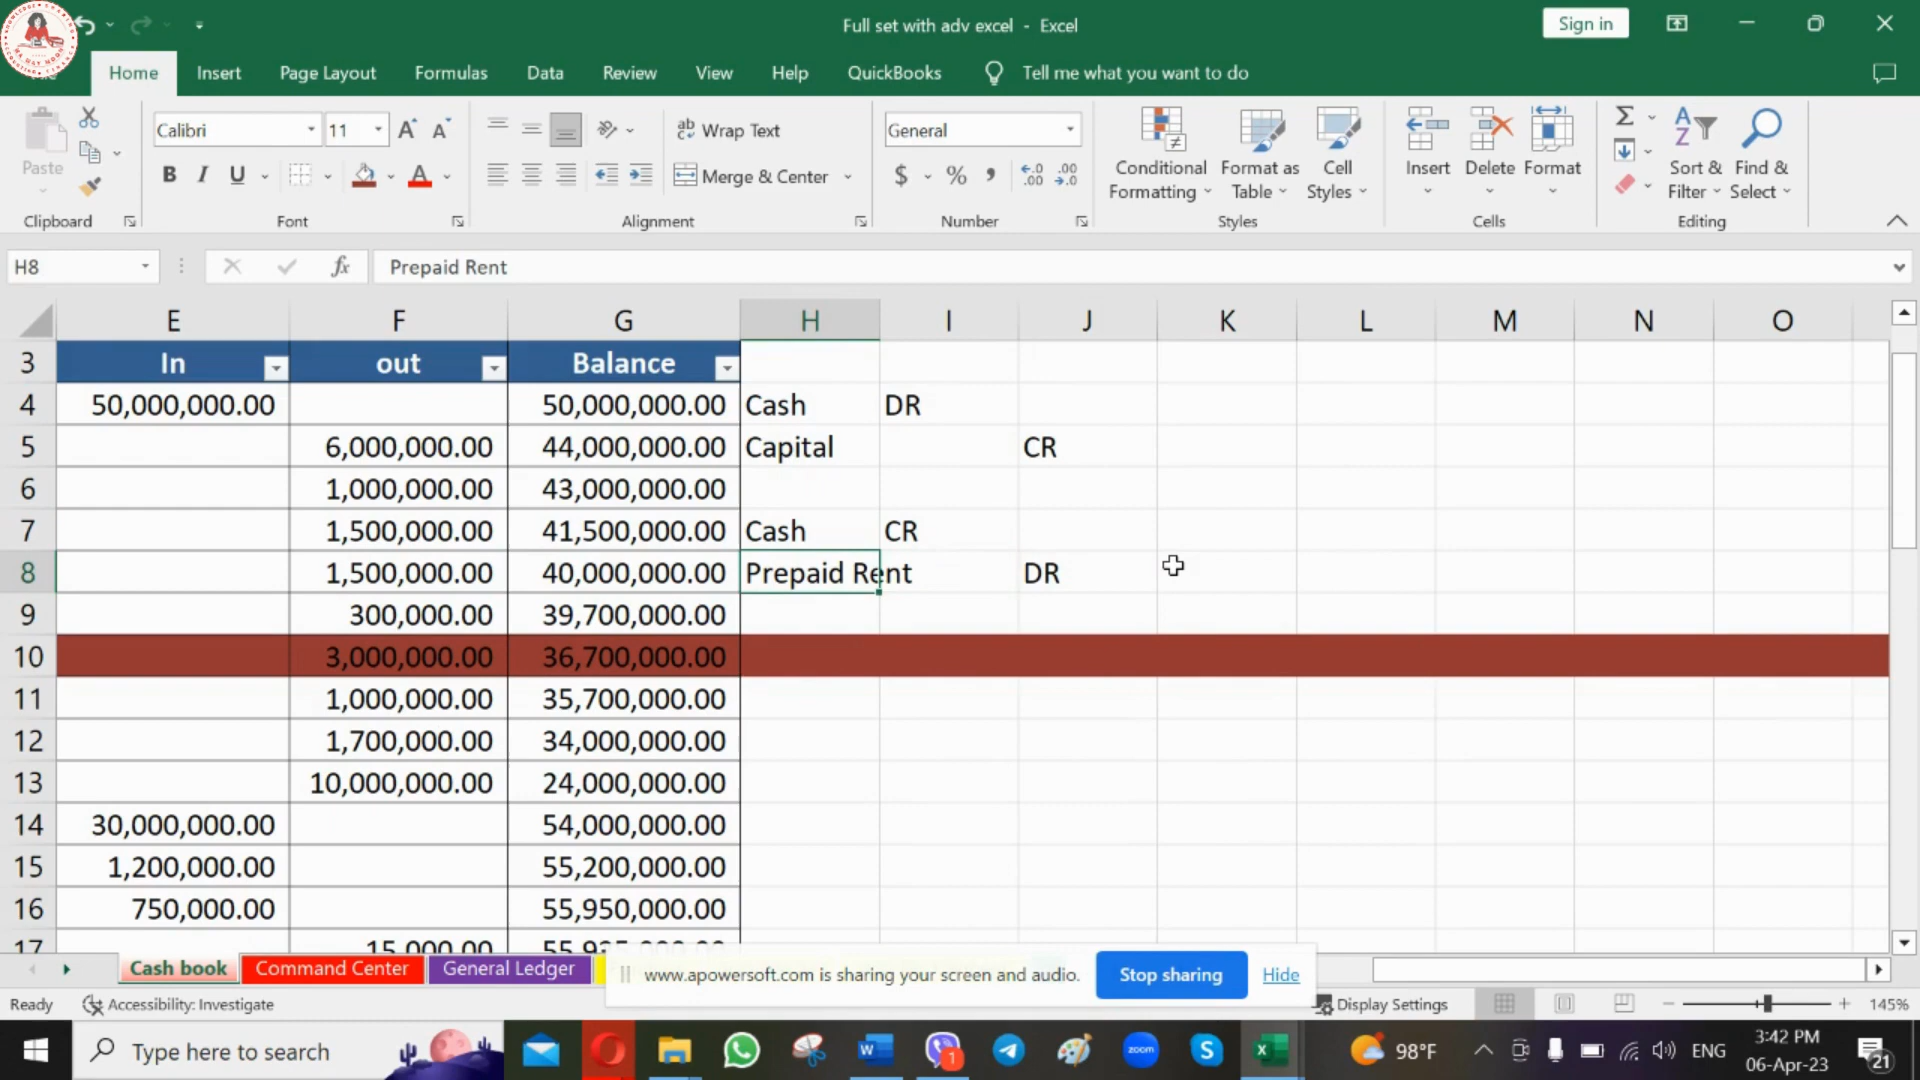 Full set with adv excel - Excel
Sign in
Home Insert Page Layout Formulas Data Review View Help QuickBooks Tell me what you want to do
Paste
Clipboard
Calibri 11
B I U
Font
Wrap Text
Merge & Center
Alignment
General
$ % ,
Number
Conditional Formatting
Format as Table
Cell Styles
Styles
Insert
Delete
Format
Cells
Sort & Filter
Find & Select
Editing
H8 fx Prepaid Rent
E F G H I J K L M N O
3 In out Balance
4 50,000,000.00 50,000,000.00 Cash DR
5 6,000,000.00 44,000,000.00 Capital CR
6 1,000,000.00 43,000,000.00
7 1,500,000.00 41,500,000.00 Cash CR
8 1,500,000.00 40,000,000.00 Prepaid Rent DR
9 300,000.00 39,700,000.00
10 3,000,000.00 36,700,000.00
11 1,000,000.00 35,700,000.00
12 1,700,000.00 34,000,000.00
13 10,000,000.00 24,000,000.00
14 30,000,000.00 54,000,000.00
15 1,200,000.00 55,200,000.00
16 750,000.00 55,950,000.00
17 15,000.00
Cash book Command Center General Ledger
www.apowersoft.com is sharing your screen and audio. Stop sharing Hide
Ready Accessibility: Investigate Display Settings 145%
Type here to search
98°F ENG
3:42 PM
06-Apr-23
21